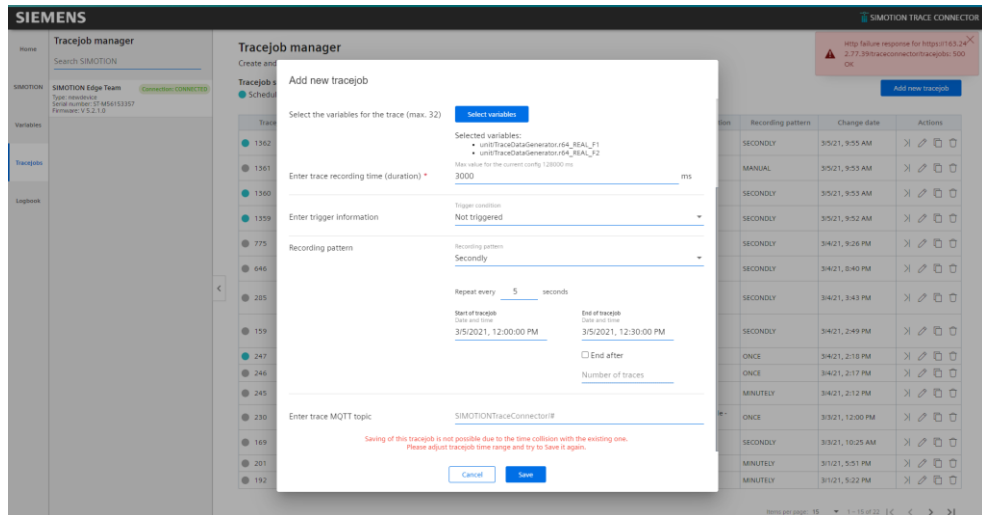 SIEMENS
SIMOTION TRACE CONNECTOR
Home
SIMOTION
Variables
Tracejobs
Logbook
Tracejob manager
Search SIMOTION
SIMOTION Edge Team
Connection: CONNECTED
Type: newdevice
Serial number: ST-M56153357
Firmware: V 5.2.1.0
Tracejob manager
Create and
Tracejob s
Schedul
Http failure response for https://163.24
2.77.39/traceconnector/tracejobs: 500
OK
Add new tracejob
Trace
tion
Recording pattern
Change date
Actions
1362 SECONDLY 3/5/21, 9:55 AM
1361 MANUAL 3/5/21, 9:53 AM
1360 SECONDLY 3/5/21, 9:53 AM
1359 SECONDLY 3/5/21, 9:52 AM
775 SECONDLY 3/4/21, 9:26 PM
646 SECONDLY 3/4/21, 8:40 PM
205 SECONDLY 3/4/21, 3:43 PM
159 SECONDLY 3/4/21, 2:49 PM
247 ONCE 3/4/21, 2:18 PM
246 ONCE 3/4/21, 2:17 PM
245 MINUTELY 3/4/21, 2:12 PM
230 ONCE 3/3/21, 12:00 PM
169 SECONDLY 3/3/21, 10:25 AM
201 MINUTELY 3/1/21, 5:51 PM
192 MINUTELY 3/1/21, 5:22 PM
Items per page: 15 1 – 15 of 22
Add new tracejob
Select the variables for the trace (max. 32)
Select variables
Selected variables:
• unit/TraceDataGenerator.r64_REAL_F1
• unit/TraceDataGenerator.r64_REAL_F2
Max value for the current config 128000 ms
Enter trace recording time (duration) * 3000 ms
Trigger condition
Enter trigger information Not triggered
Recording pattern
Recording pattern
Secondly
Repeat every 5 seconds
Start of tracejob
Date and time
3/5/2021, 12:00:00 PM
End of tracejob
Date and time
3/5/2021, 12:30:00 PM
End after
Number of traces
Enter trace MQTT topic SIMOTIONTraceConnector/#
Saving of this tracejob is not possible due to the time collision with the existing one.
Please adjust tracejob time range and try to Save it again.
Cancel
Save